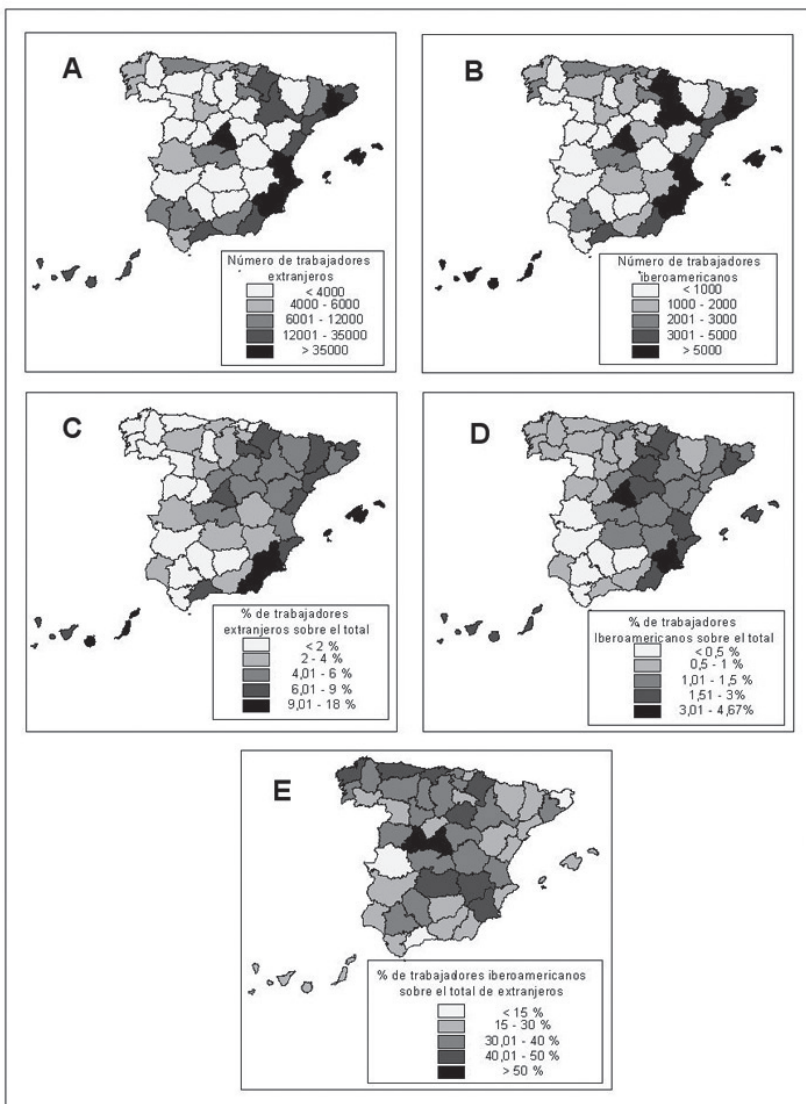 A
Número de trabajadores
extranjeros
< 4000
4000 - 6000
6001 - 12000
12001 - 35000
> 35000
B
Número de trabajadores
iberoamericanos
< 1000
1000 - 2000
2001 - 3000
3001 - 5000
> 5000
C
% de trabajadores
extranjeros sobre el total
< 2 %
2 - 4 %
4,01 - 6 %
6,01 - 9 %
9,01 - 18 %
D
% de trabajadores
Iberoamericanos sobre el total
<0,5 %
0,5 - 1 %
1,01 - 1,5 %
1,51 - 3%
3,01 - 4,67%
E
% de trabajadores iberoamericanos
sobre el total de extranjeros
< 15 %
15 - 30 %
30,01 - 40 %
40,01 - 50 %
> 50 %